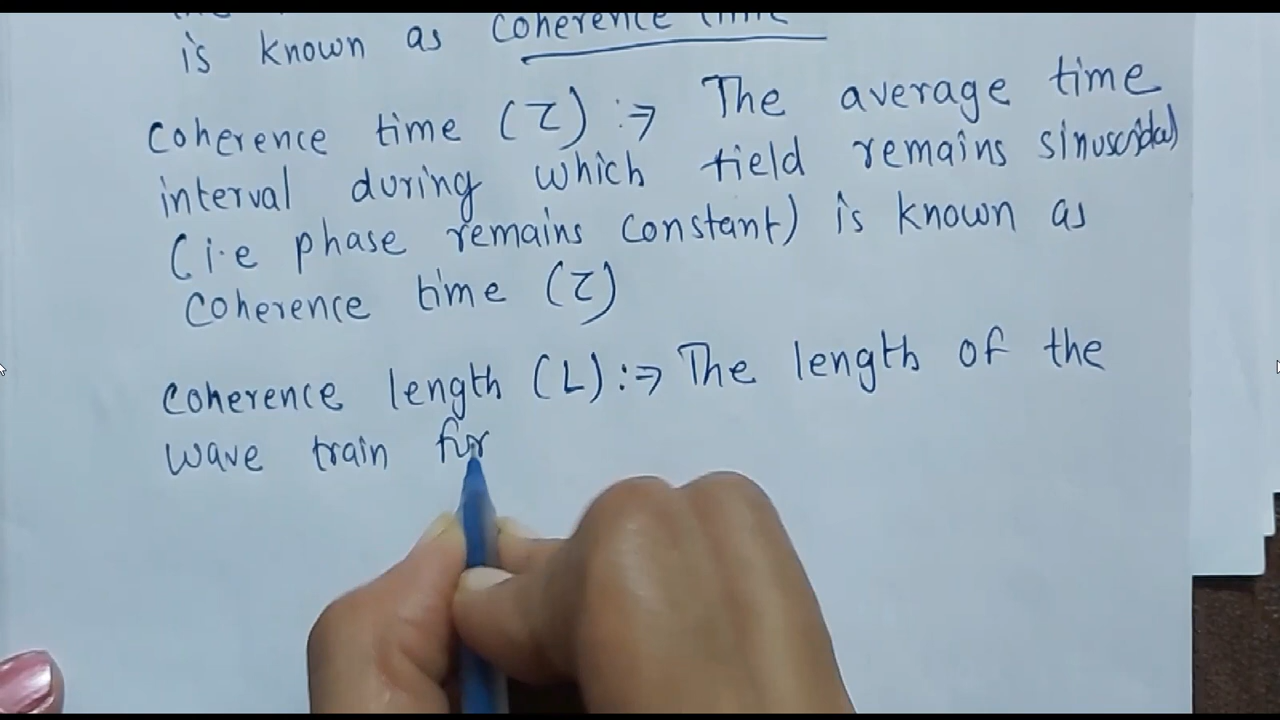 is known as coherence time
coherence time (τ) :⇒ The average time
interval during which field remains sinusoidal
(i.e phase remains constant) is known as
coherence time (τ)
coherence length (L) :⇒ The length of the
wave train for